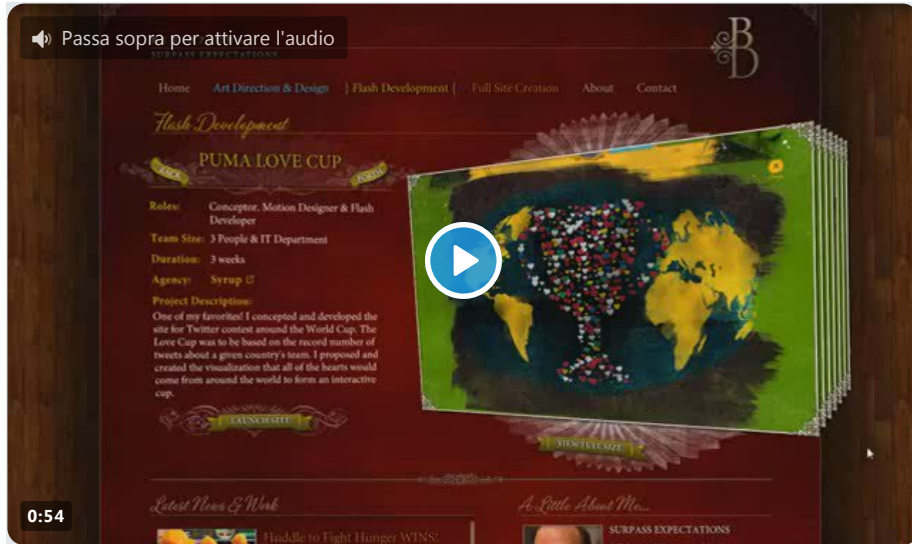 Passa sopra per attivare l'audio
SURPASS EXPECTATIONS
BD
Home Art Direction & Design | Flash Development { Full Site Creation About Contact
Flash Development
BACK
PUMA LOVE CUP
FORTH
Roles: Conceptor, Motion Designer & Flash
Developer
Team Size: 3 People & IT Department
Duration: 3 weeks
Agency: Syrup
Project Description:
One of my favorites! I concepted and developed the
site for Twitter contest around the World Cup. The
Love Cup was to be based on the record number of
tweets about a given country's team. I proposed and
created the visualization that all of the hearts would
come from around the world to form an interactive
cup.
LAUNCH SITE
VIEW FULL SIZE
Latest News & Work
Huddle to Fight Hunger WINS!
A Little About Me...
SURPASS EXPECTATIONS
0:54